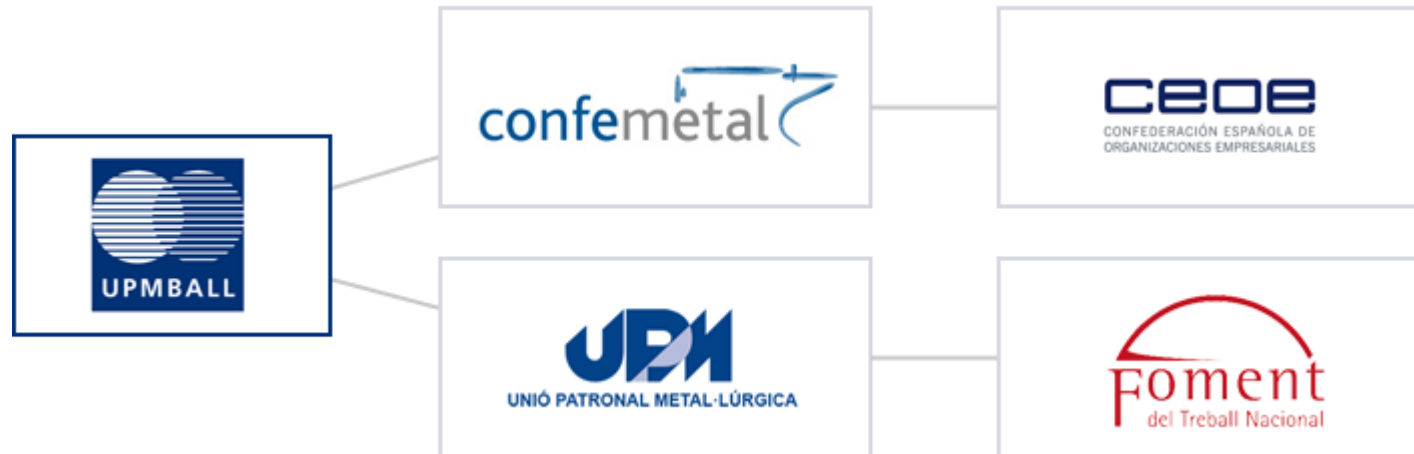 confemetal
ceoe
CONFEDERACIÓN ESPAÑOLA DE
ORGANIZACIONES EMPRESARIALES
UPMBALL
UPM
UNIÓ PATRONAL METAL·LÚRGICA
Foment
del Treball Nacional